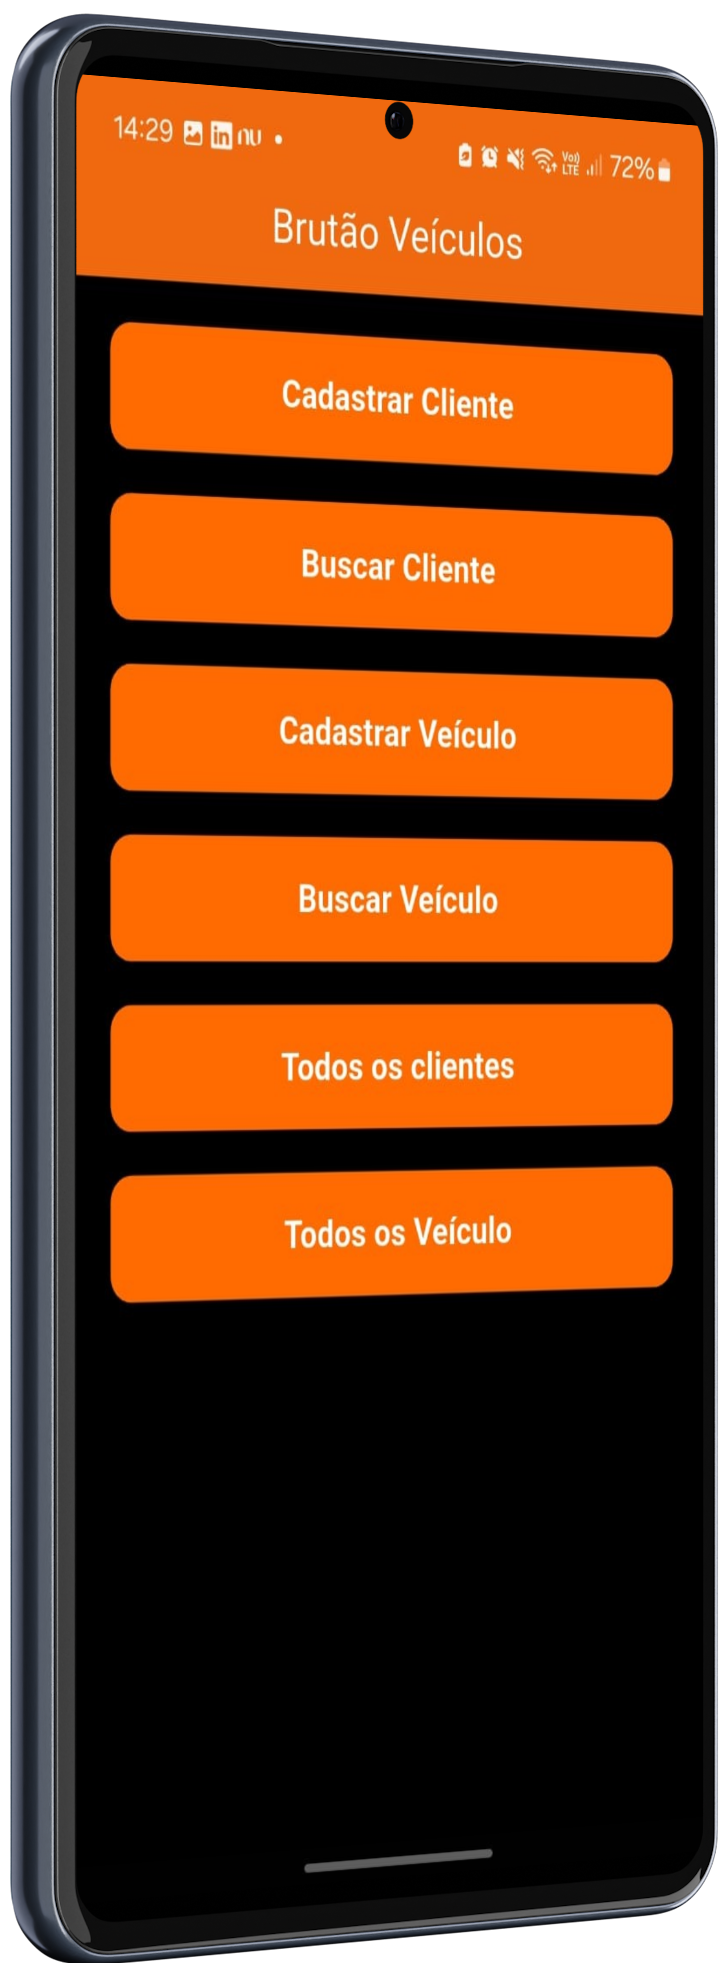 14:29 in nu 72%
Vo)) LTE
Brutão Veículos
Cadastrar Cliente
Buscar Cliente
Cadastrar Veículo
Buscar Veículo
Todos os clientes
Todos os Veículo